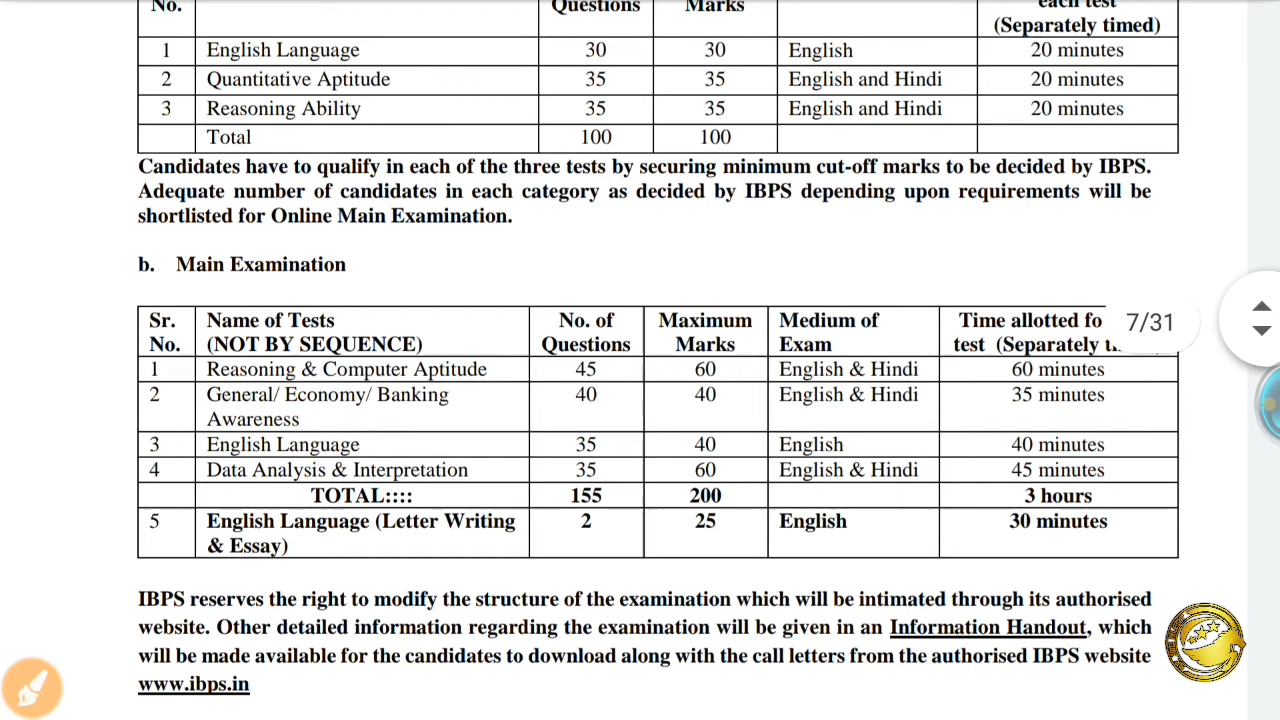 No. Questions Marks each test
(Separately timed)
1 English Language 30 30 English 20 minutes
2 Quantitative Aptitude 35 35 English and Hindi 20 minutes
3 Reasoning Ability 35 35 English and Hindi 20 minutes
Total 100 100
Candidates have to qualify in each of the three tests by securing minimum cut-off marks to be decided by IBPS.
Adequate number of candidates in each category as decided by IBPS depending upon requirements will be
shortlisted for Online Main Examination.
b. Main Examination
Sr. Name of Tests No. of Maximum Medium of Time allotted fo
No. (NOT BY SEQUENCE) Questions Marks Exam test (Separately
7/31
1 Reasoning & Computer Aptitude 45 60 English & Hindi 60 minutes
2 General/ Economy/ Banking 40 40 English & Hindi 35 minutes
Awareness
3 English Language 35 40 English 40 minutes
4 Data Analysis & Interpretation 35 60 English & Hindi 45 minutes
TOTAL:::: 155 200 3 hours
5 English Language (Letter Writing 2 25 English 30 minutes
& Essay)
IBPS reserves the right to modify the structure of the examination which will be intimated through its authorised
website. Other detailed information regarding the examination will be given in an Information Handout, which
will be made available for the candidates to download along with the call letters from the authorised IBPS website
www.ibps.in